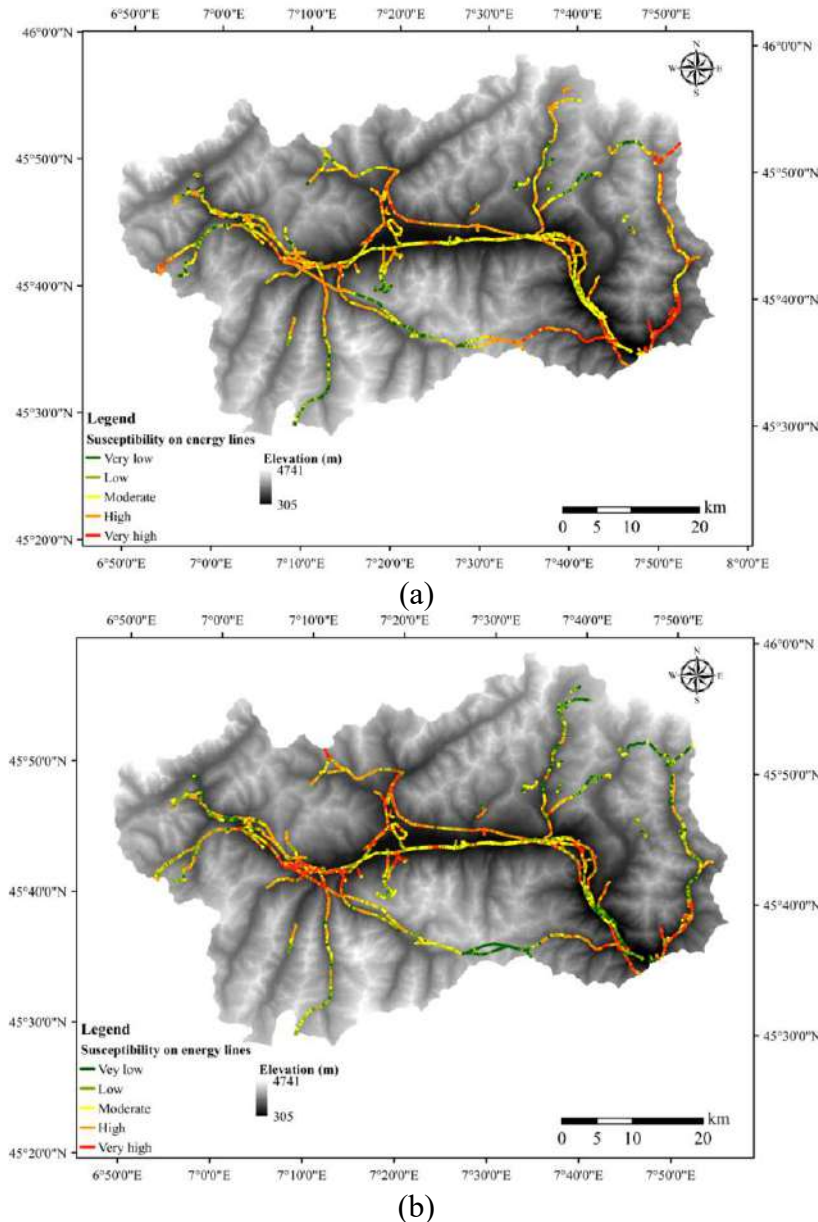 6°50'0"E 7°0'0"E 7°10'0"E 7°20'0"E 7°30'0"E 7°40'0"E 7°50'0"E
46°0'0"N 46°0'0"N
N
W E
S
45°50'0"N 45°50'0"N
45°40'0"N 45°40'0"N
45°30'0"N 45°30'0"N
45°20'0"N 45°20'0"N
Legend
Susceptibility on energy lines
Very low
Low
Moderate
High
Very high
Elevation (m)
4741
305
km
0 5 10 20
6°50'0"E 7°0'0"E 7°10'0"E 7°20'0"E 7°30'0"E 7°40'0"E 7°50'0"E 8°0'0"E
(a)
6°50'0"E 7°0'0"E 7°10'0"E 7°20'0"E 7°30'0"E 7°40'0"E 7°50'0"E
46°0'0"N
N
W E
S
45°50'0"N 45°50'0"N
45°40'0"N 45°40'0"N
45°30'0"N 45°30'0"N
45°20'0"N
Legend
Susceptibility on energy lines
Vey low
Low
Moderate
High
Very high
Elevation (m)
4741
305
km
0 5 10 20
6°50'0"E 7°0'0"E 7°10'0"E 7°20'0"E 7°30'0"E 7°40'0"E 7°50'0"E
(b)